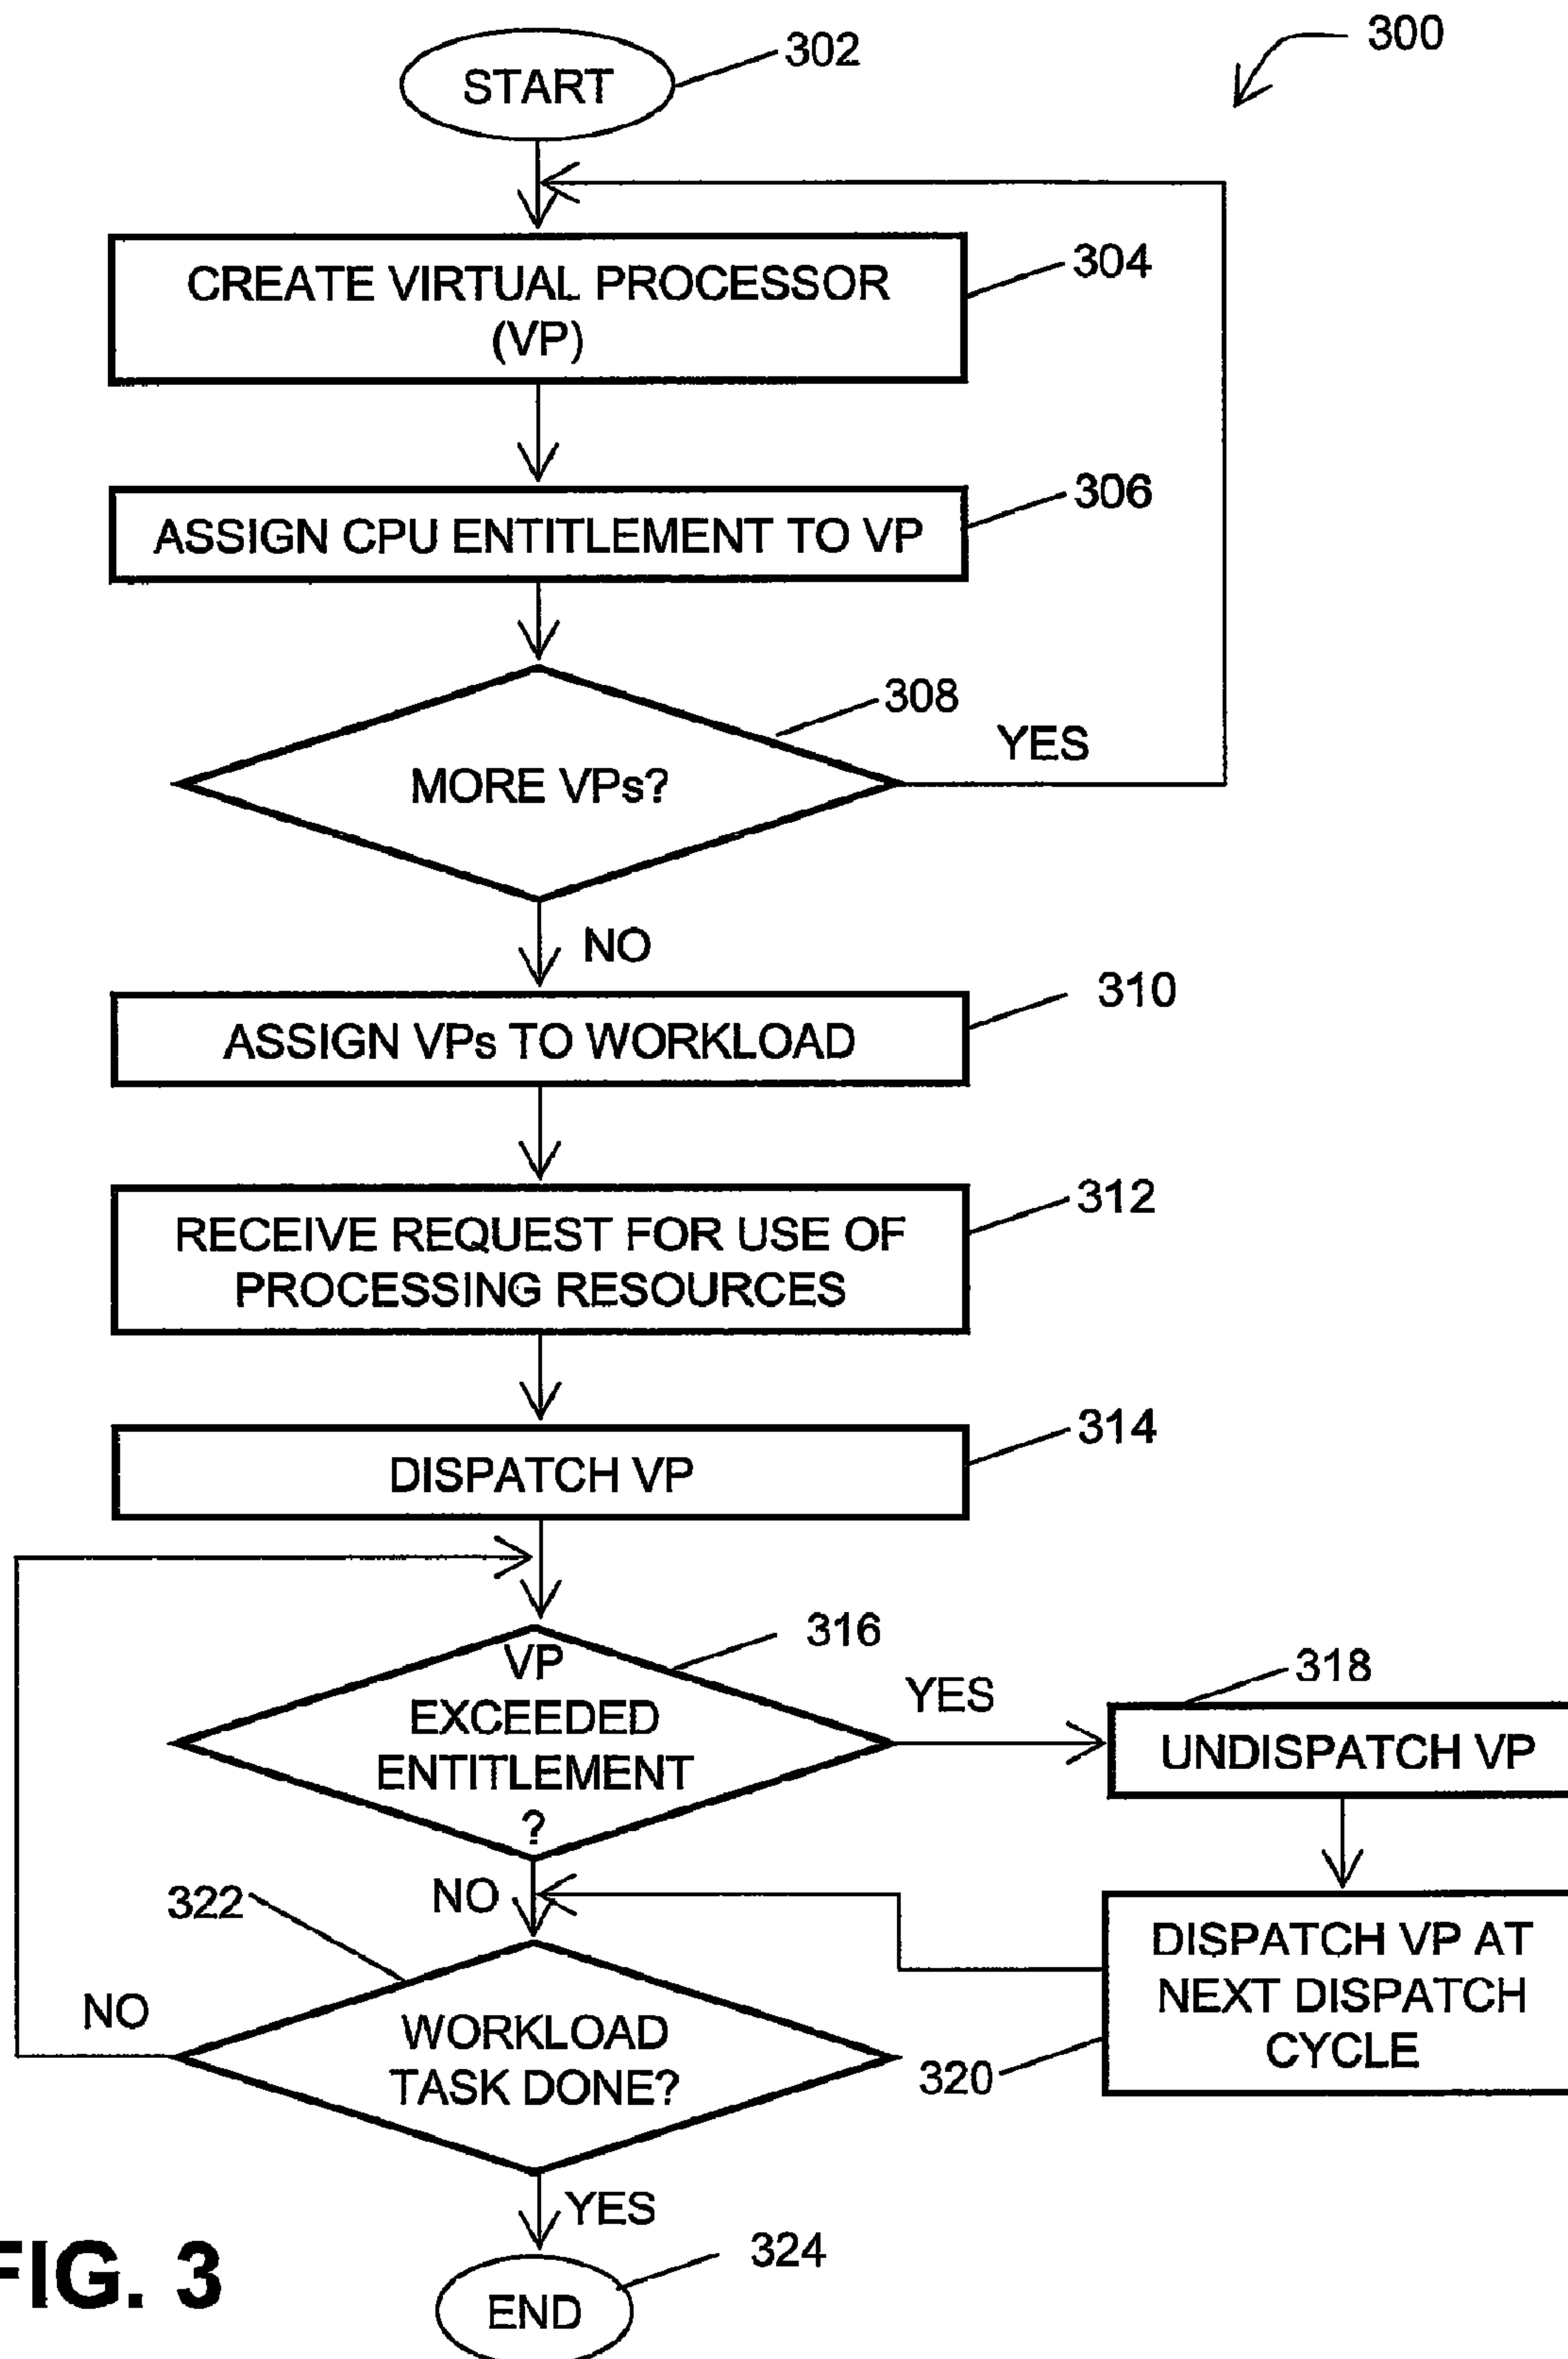 300
START
302
CREATE VIRTUAL PROCESSOR
(VP)
304
ASSIGN CPU ENTITLEMENT TO VP
306
MORE VPs?
308
YES
NO
ASSIGN VPs TO WORKLOAD
310
RECEIVE REQUEST FOR USE OF
PROCESSING RESOURCES
312
DISPATCH VP
314
VP
EXCEEDED
ENTITLEMENT
?
316
YES
318
UNDISPATCH VP
NO
DISPATCH VP AT
NEXT DISPATCH
CYCLE
320
322
WORKLOAD
TASK DONE?
NO
YES
END
324
FIG. 3